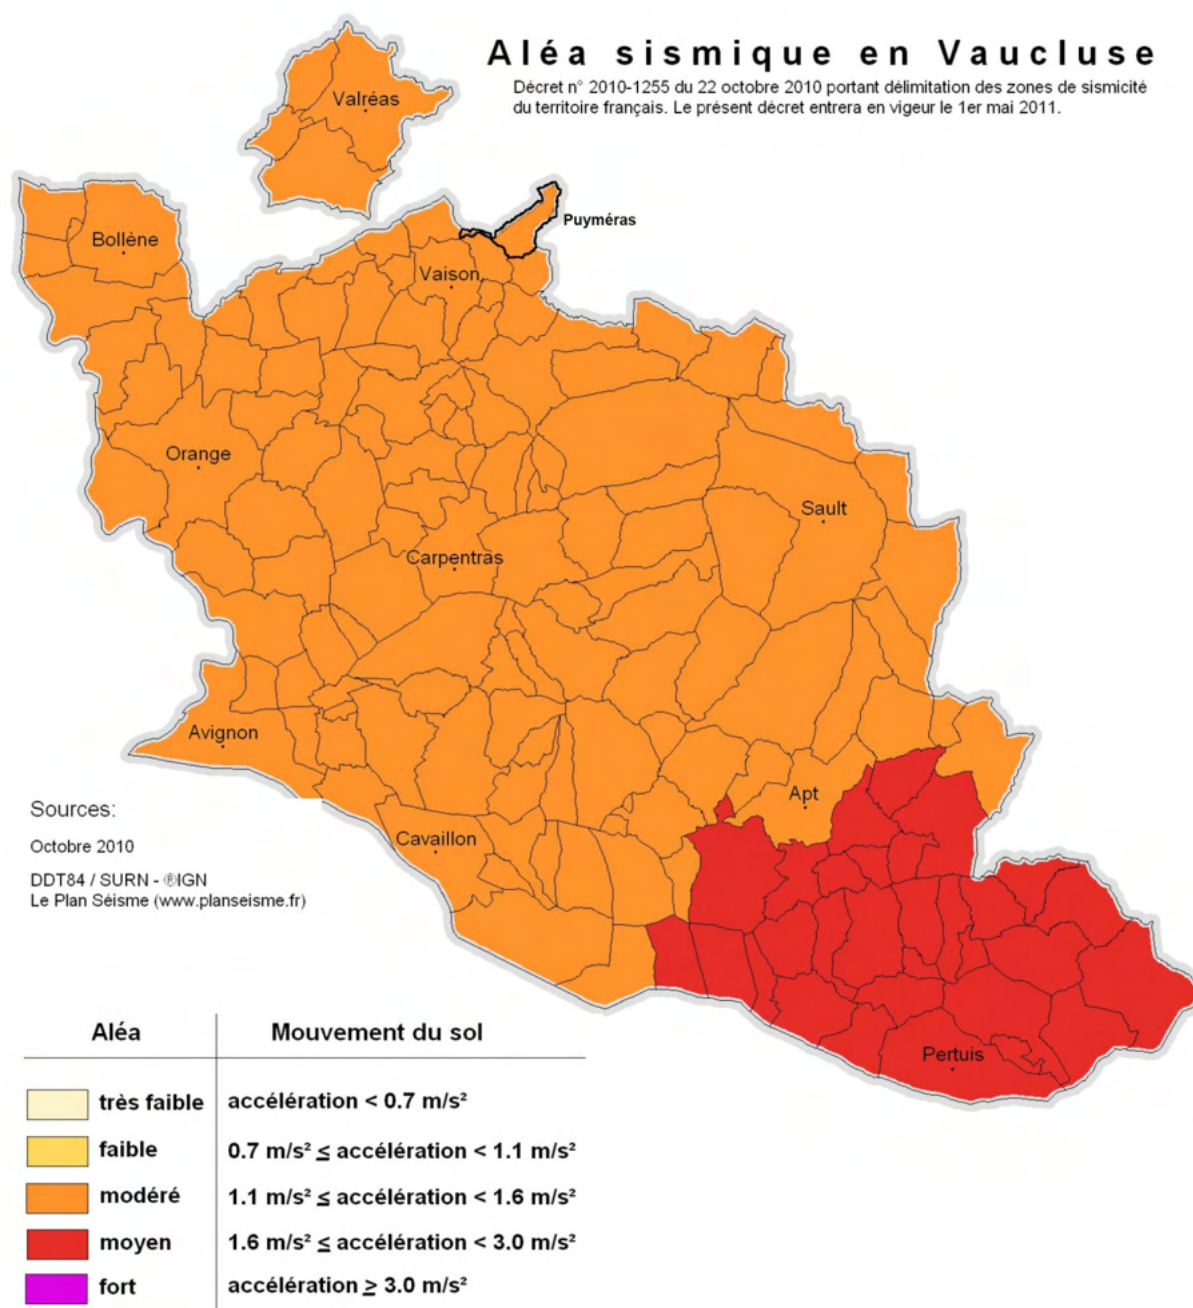 Aléa sismique en Vaucluse
Décret n° 2010-1255 du 22 octobre 2010 portant délimitation des zones de sismicité
du territoire français. Le présent décret entrera en vigeur le 1er mai 2011.
Valréas
Puyméras
Bollène
Vaison
Orange
Sault
Carpentras
Avignon
Apt
Cavaillon
Pertuis
Sources:
Octobre 2010
DDT84 / SURN - ®IGN
Le Plan Séisme (www.planseisme.fr)
Aléa Mouvement du sol
très faible accélération < 0.7 m/s²
faible 0.7 m/s² ≤ accélération < 1.1 m/s²
modéré 1.1 m/s² ≤ accélération < 1.6 m/s²
moyen 1.6 m/s² ≤ accélération < 3.0 m/s²
fort accélération ≥ 3.0 m/s²